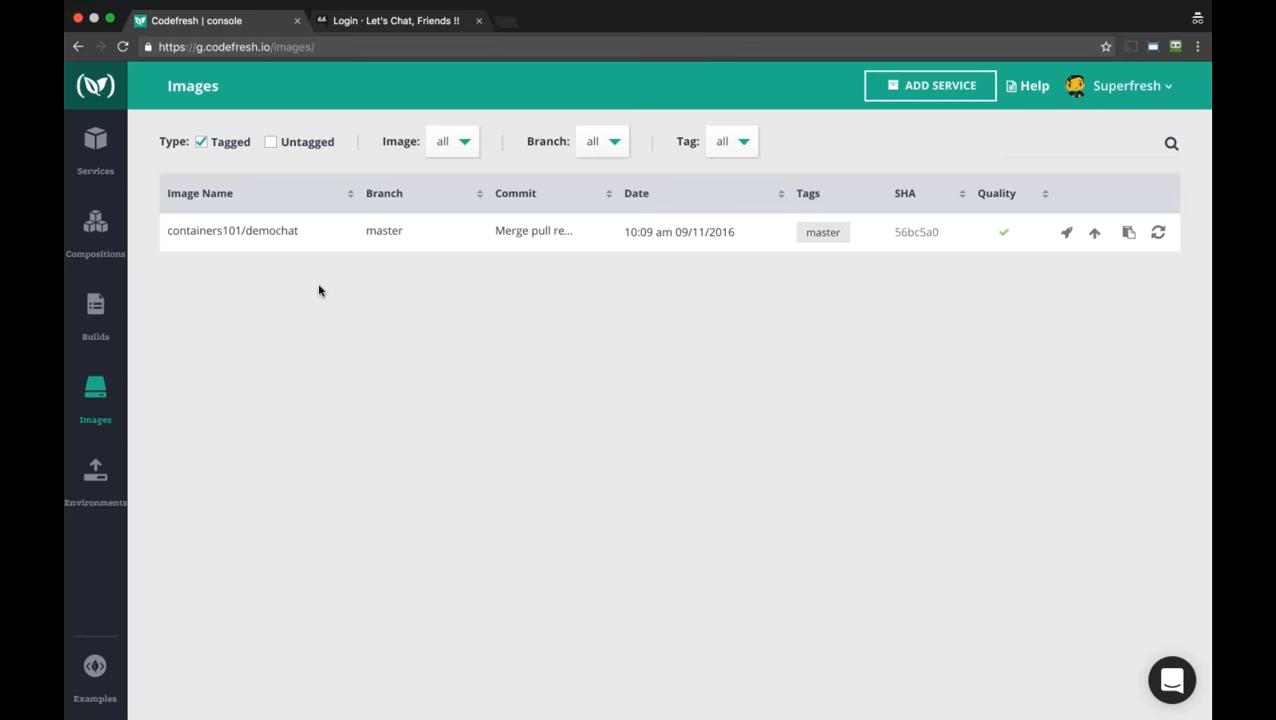 Codefresh | console
Login · Let's Chat, Friends !!
https://g.codefresh.io/images/
Images
ADD SERVICE
Help
Superfresh
Services
Compositions
Builds
Images
Environments
Examples
Type: Tagged Untagged
Image: all
Branch: all
Tag: all
Image Name Branch Commit Date Tags SHA Quality
containers101/demochat master Merge pull re... 10:09 am 09/11/2016 master 56bc5a0